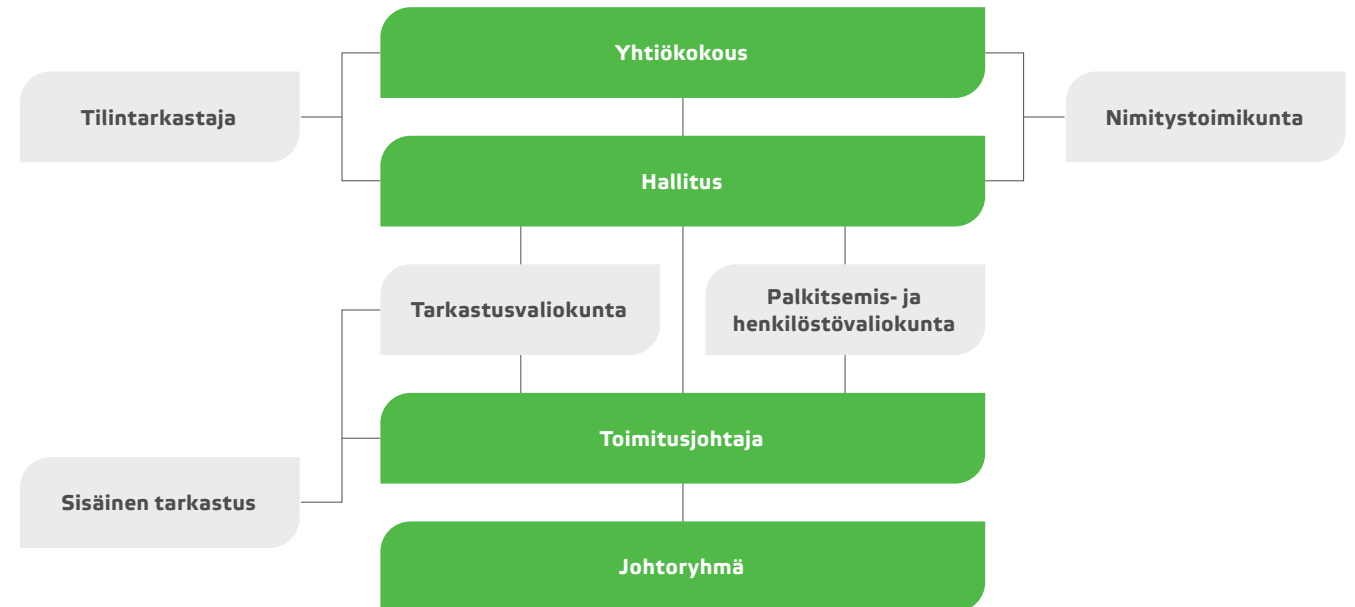 Yhtiökokous
Tilintarkastaja
Nimitystoimikunta
Hallitus
Tarkastusvaliokunta
Palkitsemis- ja
henkilöstövaliokunta
Toimitusjohtaja
Sisäinen tarkastus
Johtoryhmä